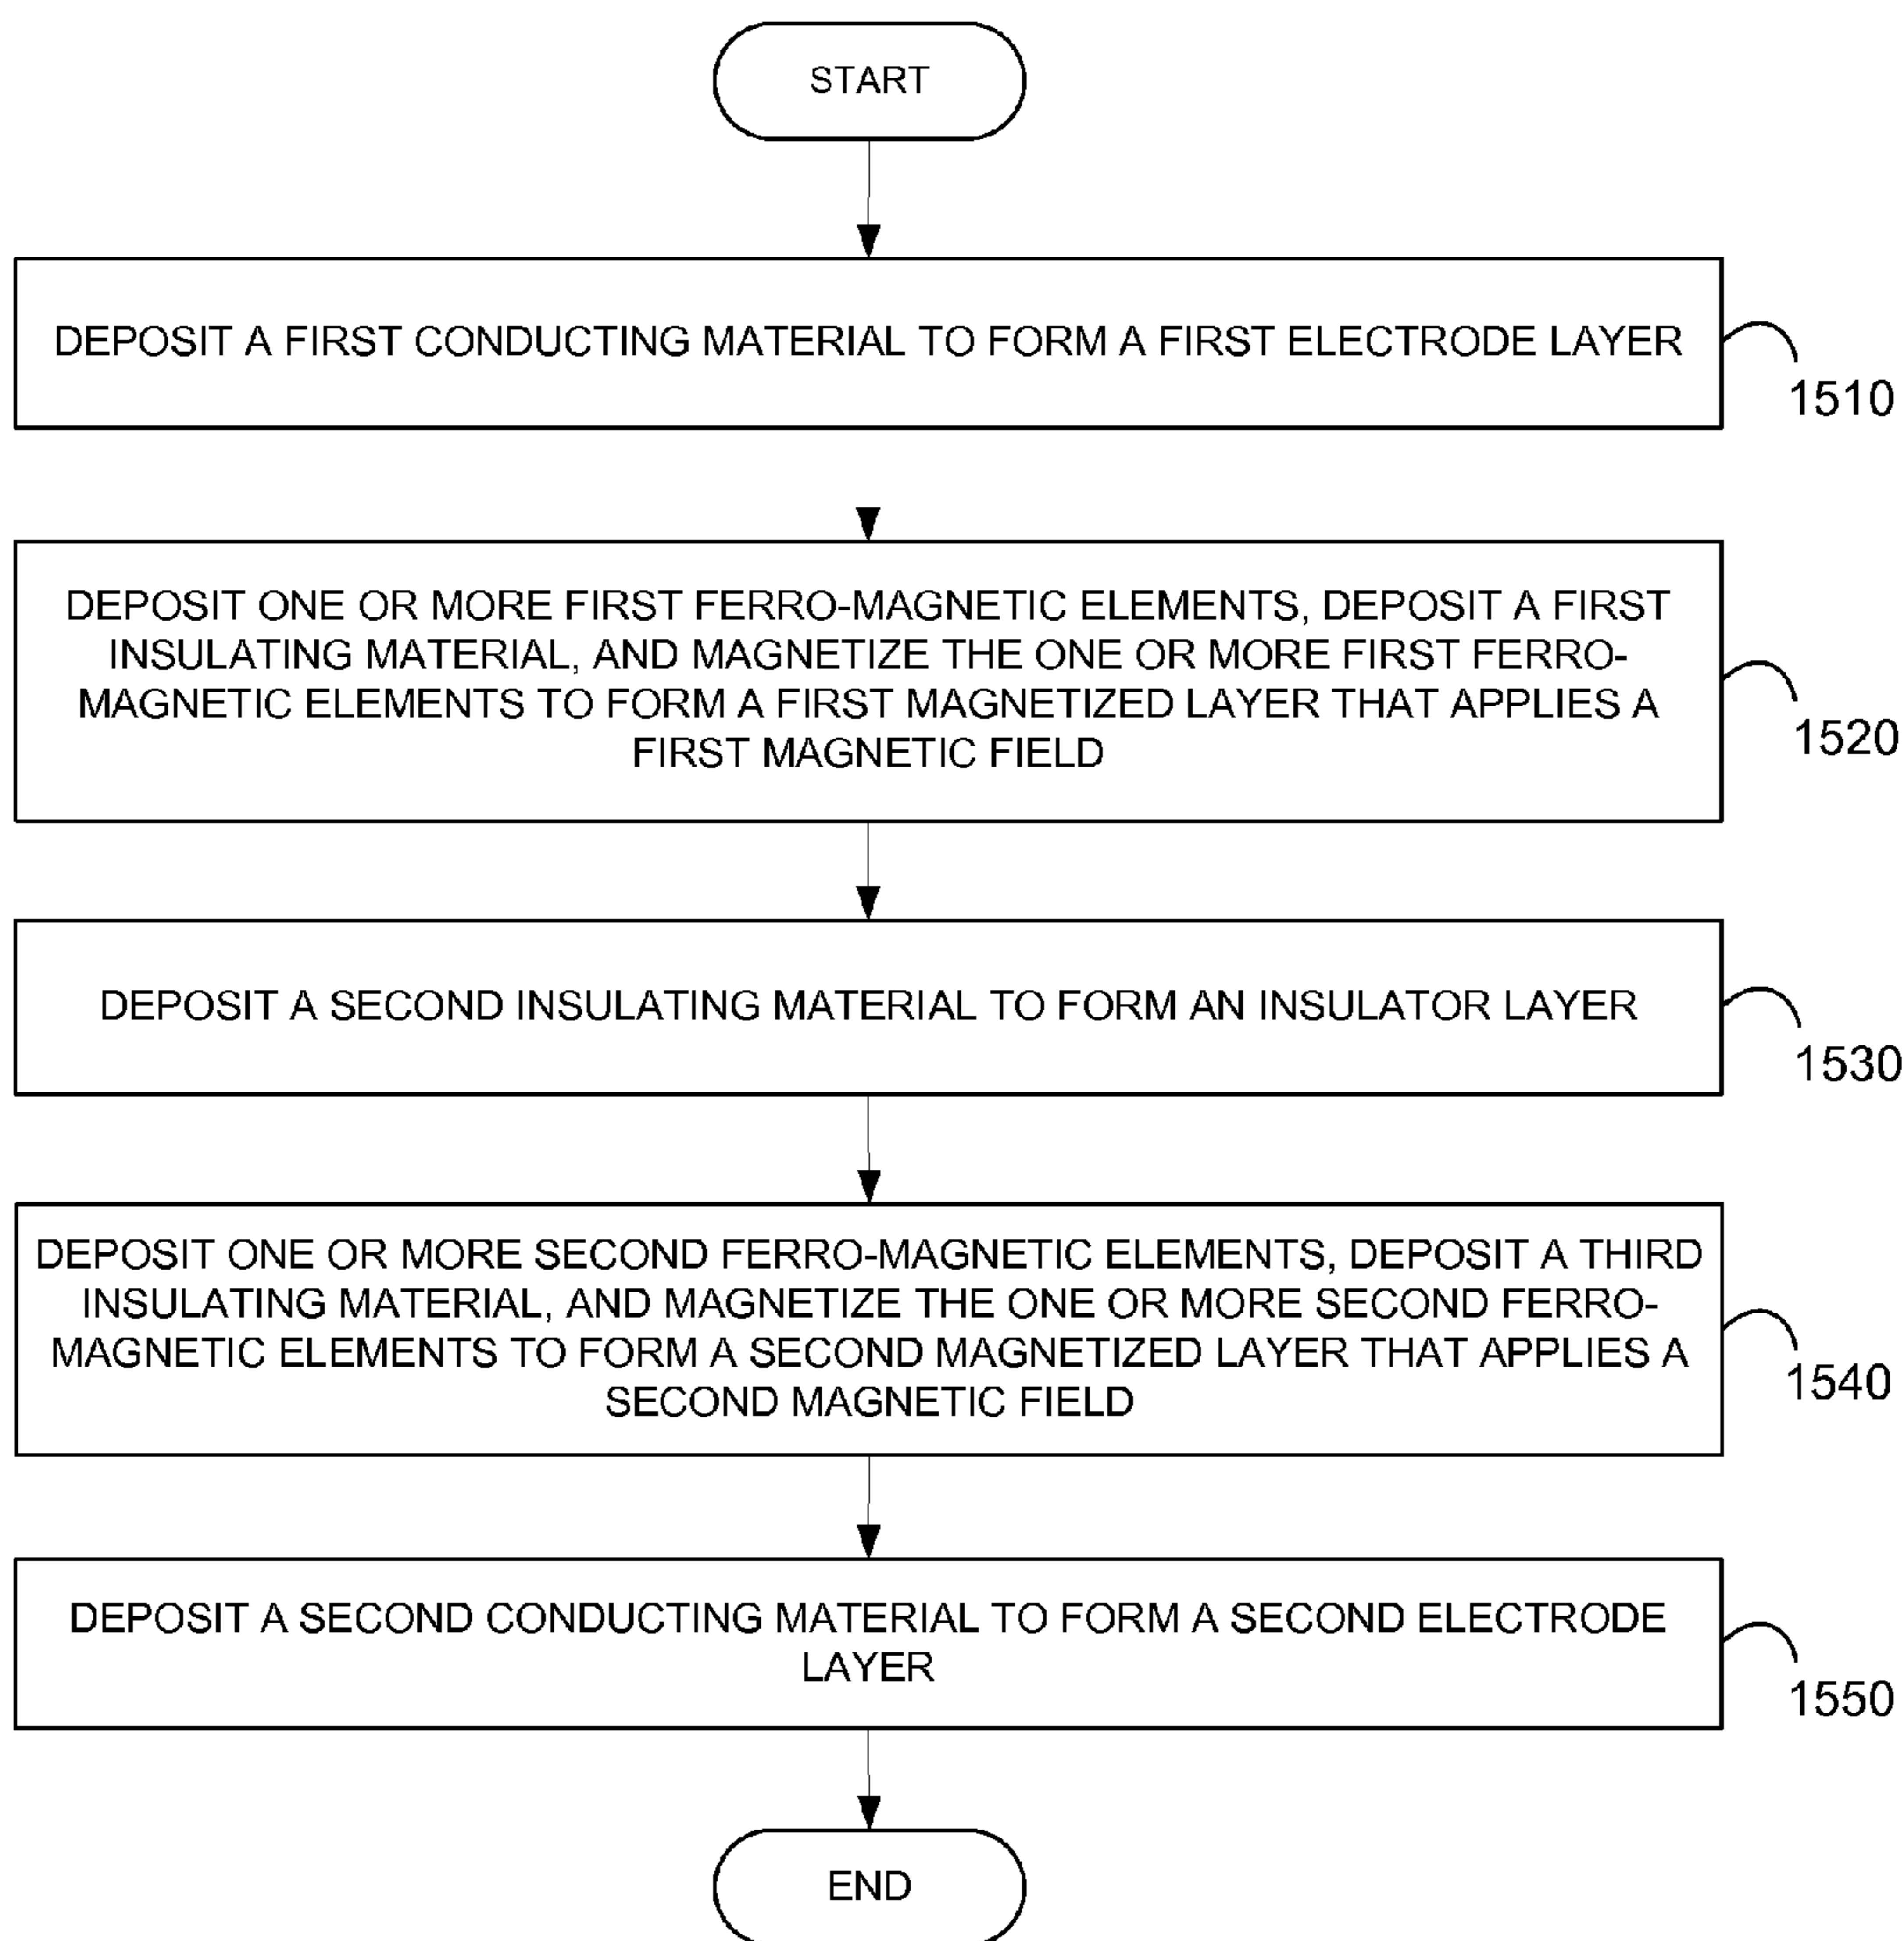 START
DEPOSIT A FIRST CONDUCTING MATERIAL TO FORM A FIRST ELECTRODE LAYER
1510
DEPOSIT ONE OR MORE FIRST FERRO-MAGNETIC ELEMENTS, DEPOSIT A FIRST
INSULATING MATERIAL, AND MAGNETIZE THE ONE OR MORE FIRST FERRO-
MAGNETIC ELEMENTS TO FORM A FIRST MAGNETIZED LAYER THAT APPLIES A
FIRST MAGNETIC FIELD
1520
DEPOSIT A SECOND INSULATING MATERIAL TO FORM AN INSULATOR LAYER
1530
DEPOSIT ONE OR MORE SECOND FERRO-MAGNETIC ELEMENTS, DEPOSIT A THIRD
INSULATING MATERIAL, AND MAGNETIZE THE ONE OR MORE SECOND FERRO-
MAGNETIC ELEMENTS TO FORM A SECOND MAGNETIZED LAYER THAT APPLIES A
SECOND MAGNETIC FIELD
1540
DEPOSIT A SECOND CONDUCTING MATERIAL TO FORM A SECOND ELECTRODE
LAYER
1550
END